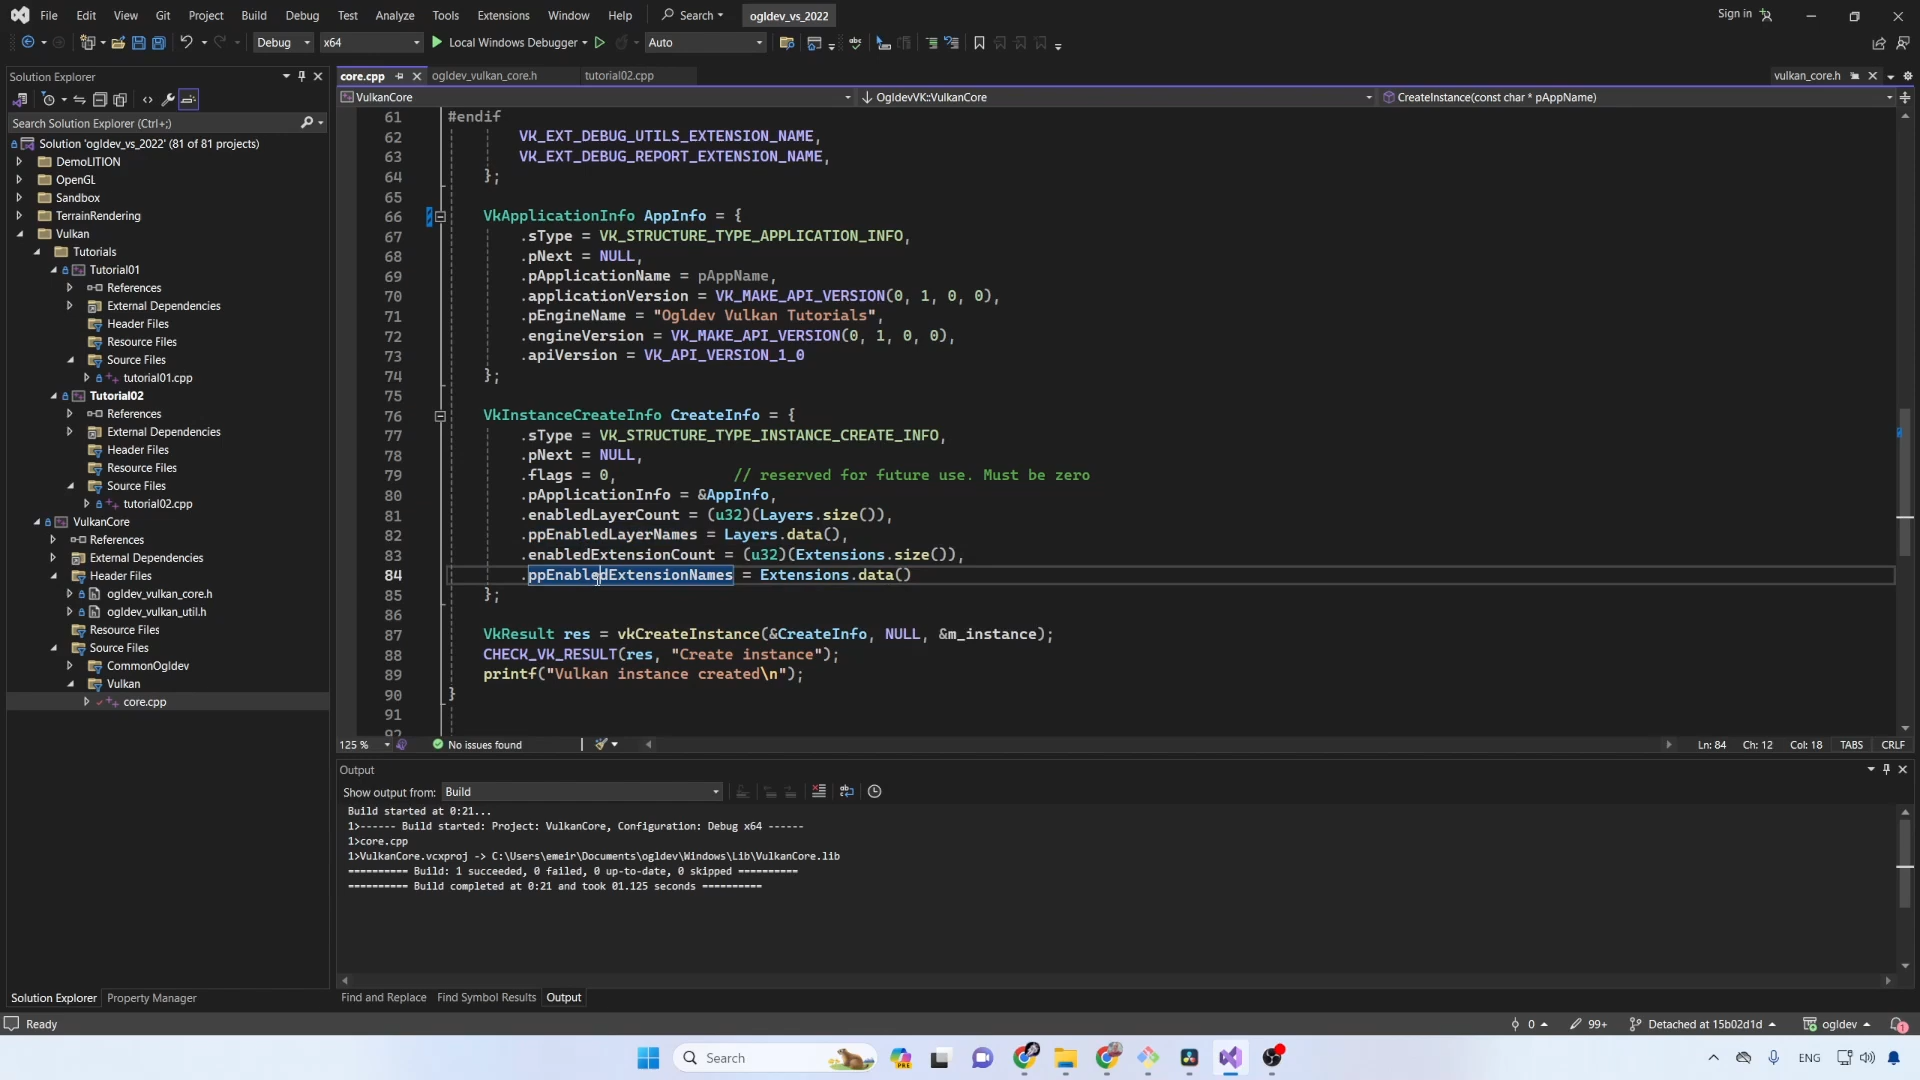 File Edit View Git Project Build Debug Test Analyze Tools Extensions Window Help Search ogldev_vs_2022 Sign in
Debug x64 Local Windows Debugger Auto
Solution Explorer
Search Solution Explorer (Ctrl+;)
Solution 'ogldev_vs_2022' (81 of 81 projects)
DemoLITION
OpenGL
Sandbox
TerrainRendering
Vulkan
Tutorials
Tutorial01
References
External Dependencies
Header Files
Resource Files
Source Files
tutorial01.cpp
Tutorial02
References
External Dependencies
Header Files
Resource Files
Source Files
tutorial02.cpp
VulkanCore
References
External Dependencies
Header Files
ogldev_vulkan_core.h
ogldev_vulkan_util.h
Resource Files
Source Files
CommonOgldev
Vulkan
core.cpp
Solution Explorer Property Manager
core.cpp ogldev_vulkan_core.h tutorial02.cpp vulkan_core.h
VulkanCore OgldevVK::VulkanCore CreateInstance(const char * pAppName)
61 #endif
62 VK_EXT_DEBUG_UTILS_EXTENSION_NAME,
63 VK_EXT_DEBUG_REPORT_EXTENSION_NAME,
64 };
65
66 VkApplicationInfo AppInfo = {
67 .sType = VK_STRUCTURE_TYPE_APPLICATION_INFO,
68 .pNext = NULL,
69 .pApplicationName = pAppName,
70 .applicationVersion = VK_MAKE_API_VERSION(0, 1, 0, 0),
71 .pEngineName = "Ogldev Vulkan Tutorials",
72 .engineVersion = VK_MAKE_API_VERSION(0, 1, 0, 0),
73 .apiVersion = VK_API_VERSION_1_0
74 };
75
76 VkInstanceCreateInfo CreateInfo = {
77 .sType = VK_STRUCTURE_TYPE_INSTANCE_CREATE_INFO,
78 .pNext = NULL,
79 .flags = 0, // reserved for future use. Must be zero
80 .pApplicationInfo = &AppInfo,
81 .enabledLayerCount = (u32)(Layers.size()),
82 .ppEnabledLayerNames = Layers.data(),
83 .enabledExtensionCount = (u32)(Extensions.size()),
84 .ppEnabledExtensionNames = Extensions.data()
85 };
86
87 VkResult res = vkCreateInstance(&CreateInfo, NULL, &m_instance);
88 CHECK_VK_RESULT(res, "Create instance");
89 printf("Vulkan instance created\n");
90 }
91
92
125 % No issues found Ln: 84 Ch: 12 Col: 18 TABS CRLF
Output
Show output from: Build
Build started at 0:21...
1>------ Build started: Project: VulkanCore, Configuration: Debug x64 ------
1>core.cpp
1>VulkanCore.vcxproj -> C:\Users\emeir\Documents\ogldev\Windows\Lib\VulkanCore.lib
========== Build: 1 succeeded, 0 failed, 0 up-to-date, 0 skipped ==========
========== Build completed at 0:21 and took 01.125 seconds ==========
Find and Replace Find Symbol Results Output
Ready 0 99+ Detached at 15b02d1d ogldev 1
Search PRE ENG